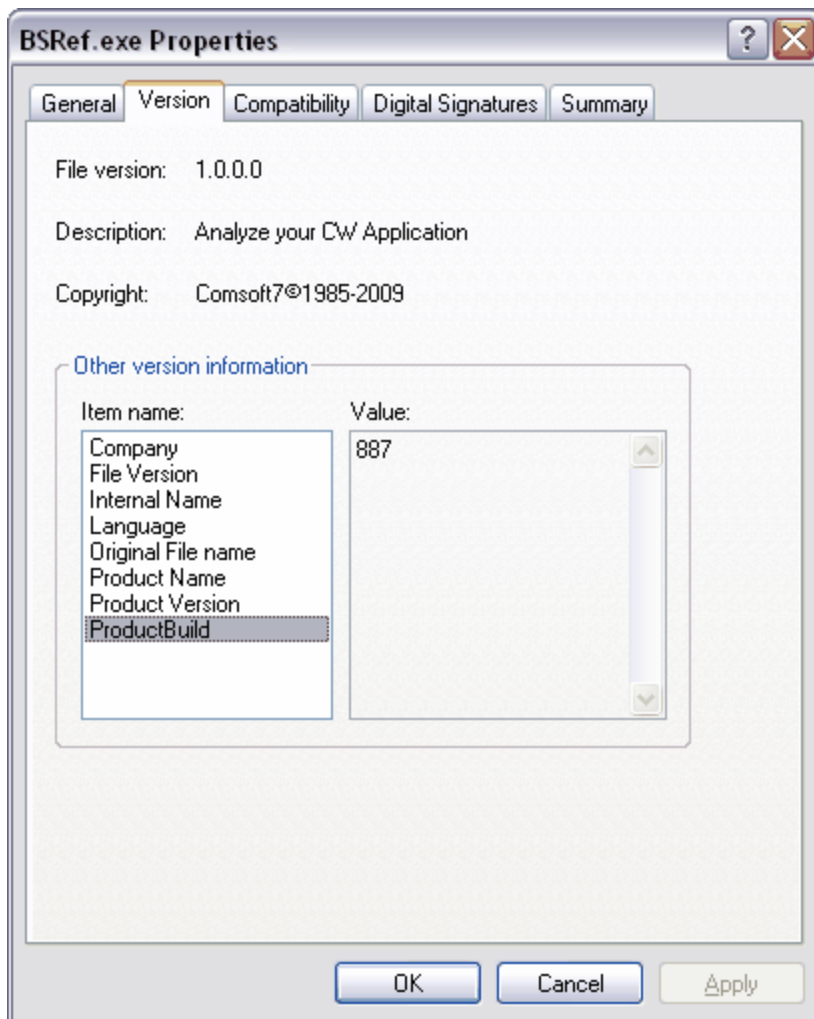 BSRef.exe Properties
?
General Version Compatibility Digital Signatures Summary
File version: 1.0.0.0
Description: Analyze your CW Application
Copyright: Comsoft7©1985-2009
Other version information
Item name: Value:
Company 887
File Version
Internal Name
Language
Original File name
Product Name
Product Version
ProductBuild
OK Cancel Apply